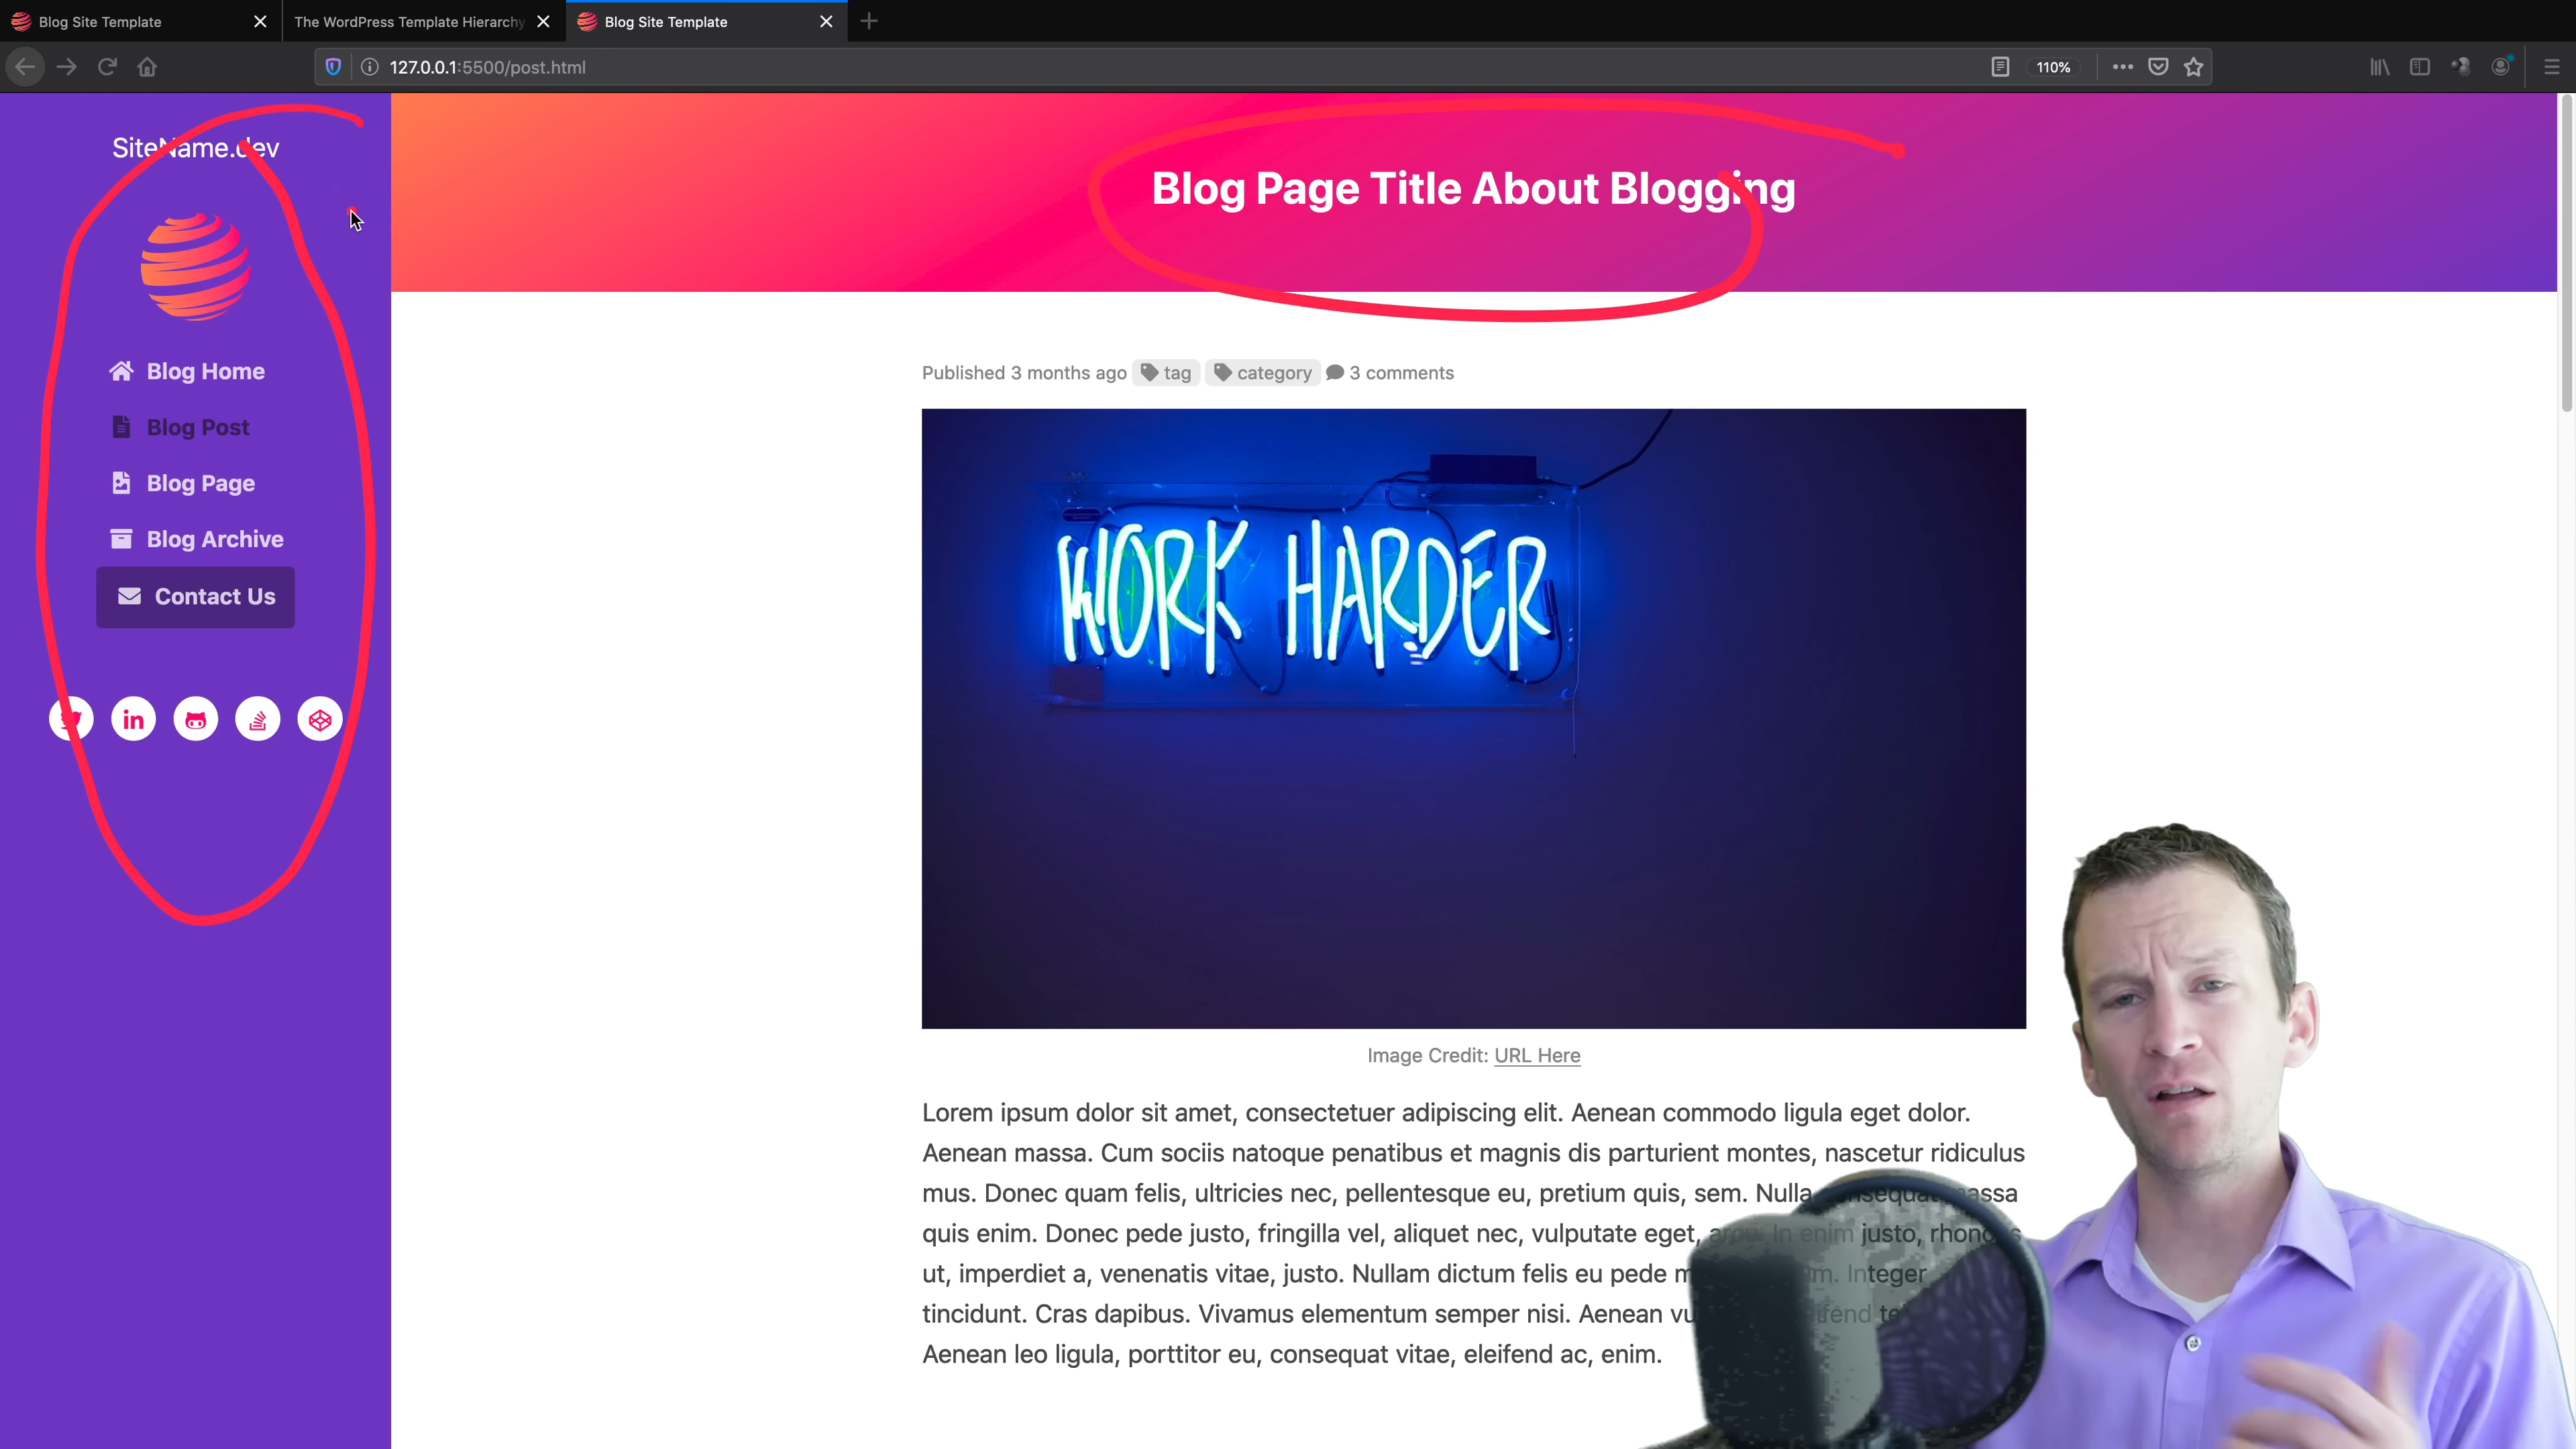 Blog Site Template
The WordPress Template Hierarchy
Blog Site Template
127.0.0.1:5500/post.html
110%
SiteName.dev
Blog Home
Blog Post
Blog Page
Blog Archive
Contact Us
in
Blog Page Title About Blogging
Published 3 months ago tag category 3 comments
WORK HARDER
Image Credit: URL Here
Lorem ipsum dolor sit amet, consectetuer adipiscing elit. Aenean commodo ligula eget dolor.
Aenean massa. Cum sociis natoque penatibus et magnis dis parturient montes, nascetur ridiculus
mus. Donec quam felis, ultricies nec, pellentesque eu, pretium quis, sem. Nulla consequat massa
quis enim. Donec pede justo, fringilla vel, aliquet nec, vulputate eget, arcu. In enim justo, rhoncus
ut, imperdiet a, venenatis vitae, justo. Nullam dictum felis eu pede Integer
tincidunt. Cras dapibus. Vivamus elementum semper nisi. Aenean
Aenean leo ligula, porttitor eu, consequat vitae, eleifend ac, enim.